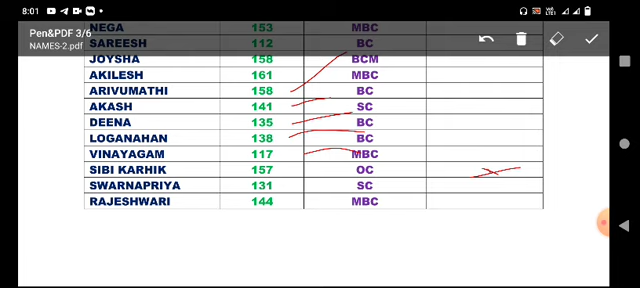 8:01
Pen&PDF 3/6
NAMES-2.pdf
NEGA 153 MBC
SAREESH 112 BC
JOYSHA 158 BCM
AKILESH 161 MBC
ARIVUMATHI 158 BC
AKASH 141 SC
DEENA 135 BC
LOGANAHAN 138 BC
VINAYAGAM 117 MBC
SIBI KARHIK 157 OC
SWARNAPRIYA 131 SC
RAJESHWARI 144 MBC